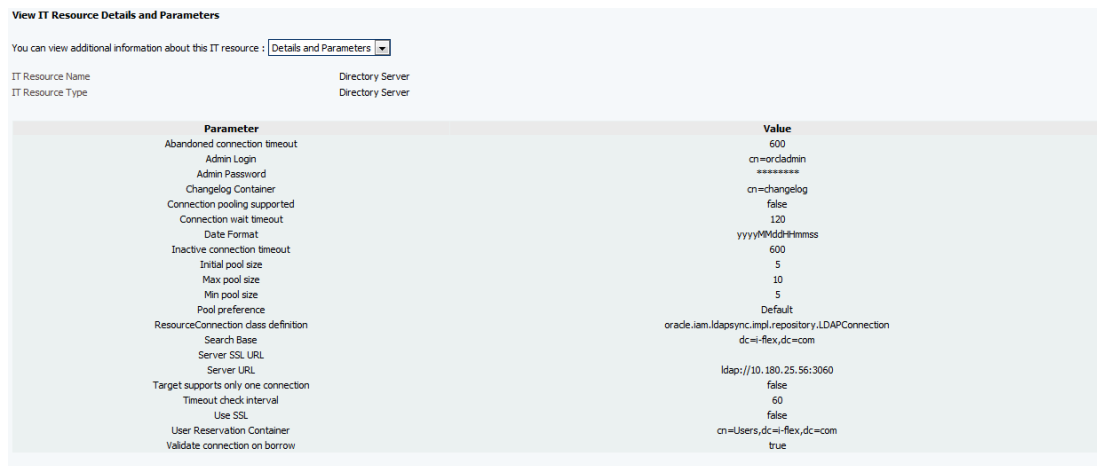 View IT Resource Details and Parameters
You can view additional information about this IT resource : Details and Parameters
IT Resource Name Directory Server
IT Resource Type Directory Server
Parameter Value
Abandoned connection timeout 600
Admin Login cn=orcladmin
Admin Password ********
Changelog Container cn=changelog
Connection pooling supported false
Connection wait timeout 120
Date Format yyyyMMddHHmmss
Inactive connection timeout 600
Initial pool size 5
Max pool size 10
Min pool size 5
Pool preference Default
ResourceConnection class definition oracle.iam.ldapsync.impl.repository.LDAPConnection
Search Base dc=i-flex,dc=com
Server SSL URL
Server URL ldap://10.180.25.56:3060
Target supports only one connection false
Timeout check interval 60
Use SSL false
User Reservation Container cn=Users,dc=i-flex,dc=com
Validate connection on borrow true